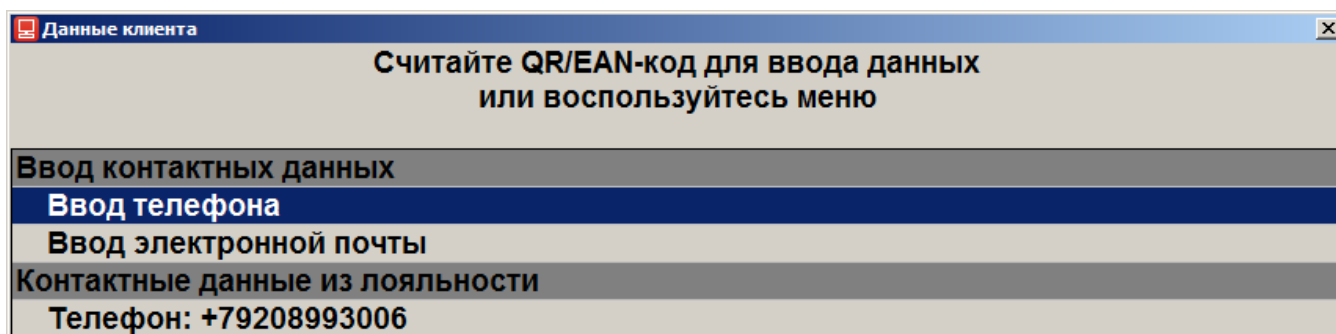 Данные клиента
Считайте QR/EAN-код для ввода данных
или воспользуйтесь меню
Ввод контактных данных
Ввод телефона
Ввод электронной почты
Контактные данные из лояльности
Телефон: +79208993006